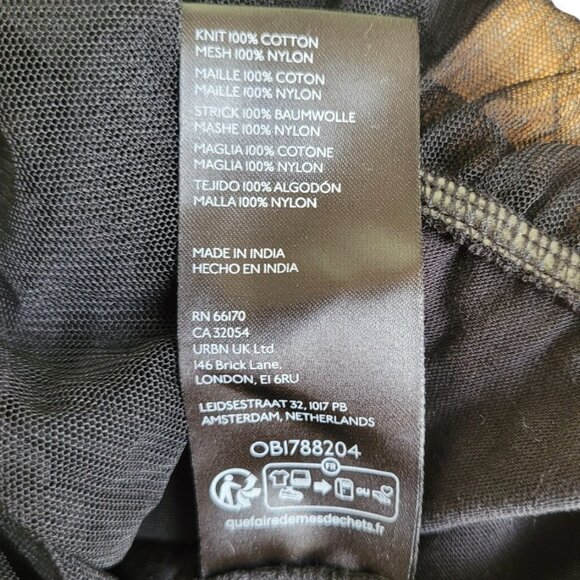 KNIT 100% COTTON
MESH 100% NYLON
MAILLE 100% COTON
MAILLE 100% NYLON
STRICK 100% BAUMWOLLE
MASHE 100% NYLON
MAGLIA 100% COTONE
MAGLIA 100% NYLON
TEJIDO 100% ALGODÓN
MALLA 100% NYLON
MADE IN INDIA
HECHO EN INDIA
RN 66170
CA 32054
URBN UK Ltd
146 Brick Lane,
LONDON, E1 6RU
LEIDSESTRAAT 32, 1017 PB
AMSTERDAM, NETHERLANDS
OB1788204
FR
OU
quefairedemesdechets.fr